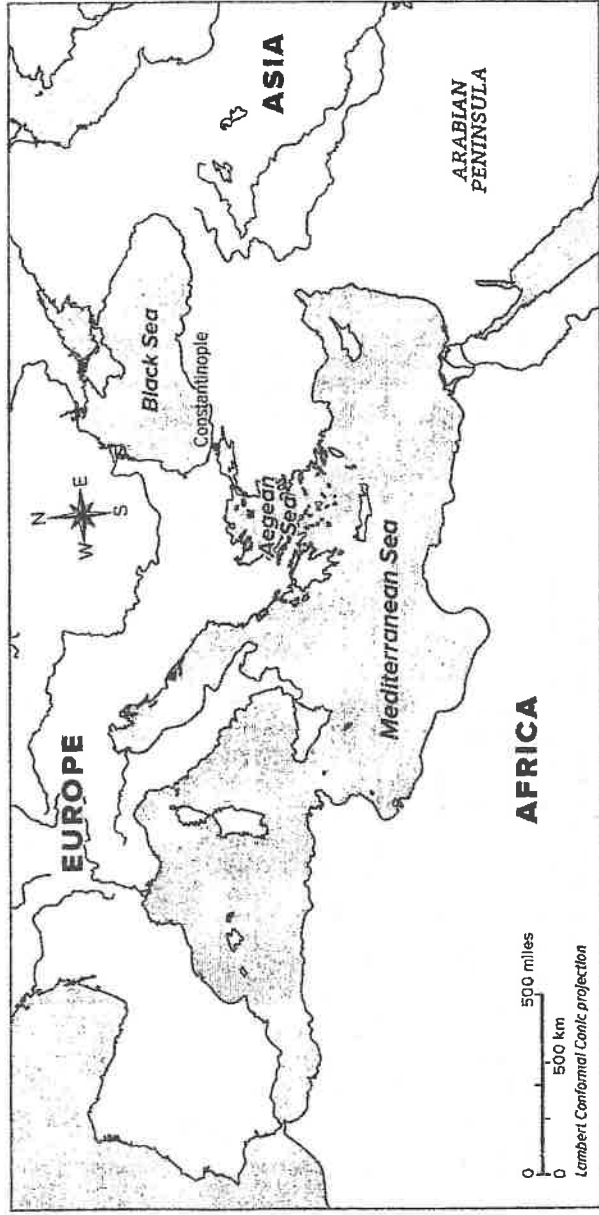 N
W E
S
EUROPE
ASIA
Black Sea
Constantinople
Aegean
Sea
ARABIAN
PENINSULA
Mediterranean Sea
AFRICA
0 500 miles
0 500 km
Lambert Conformal Conic projection